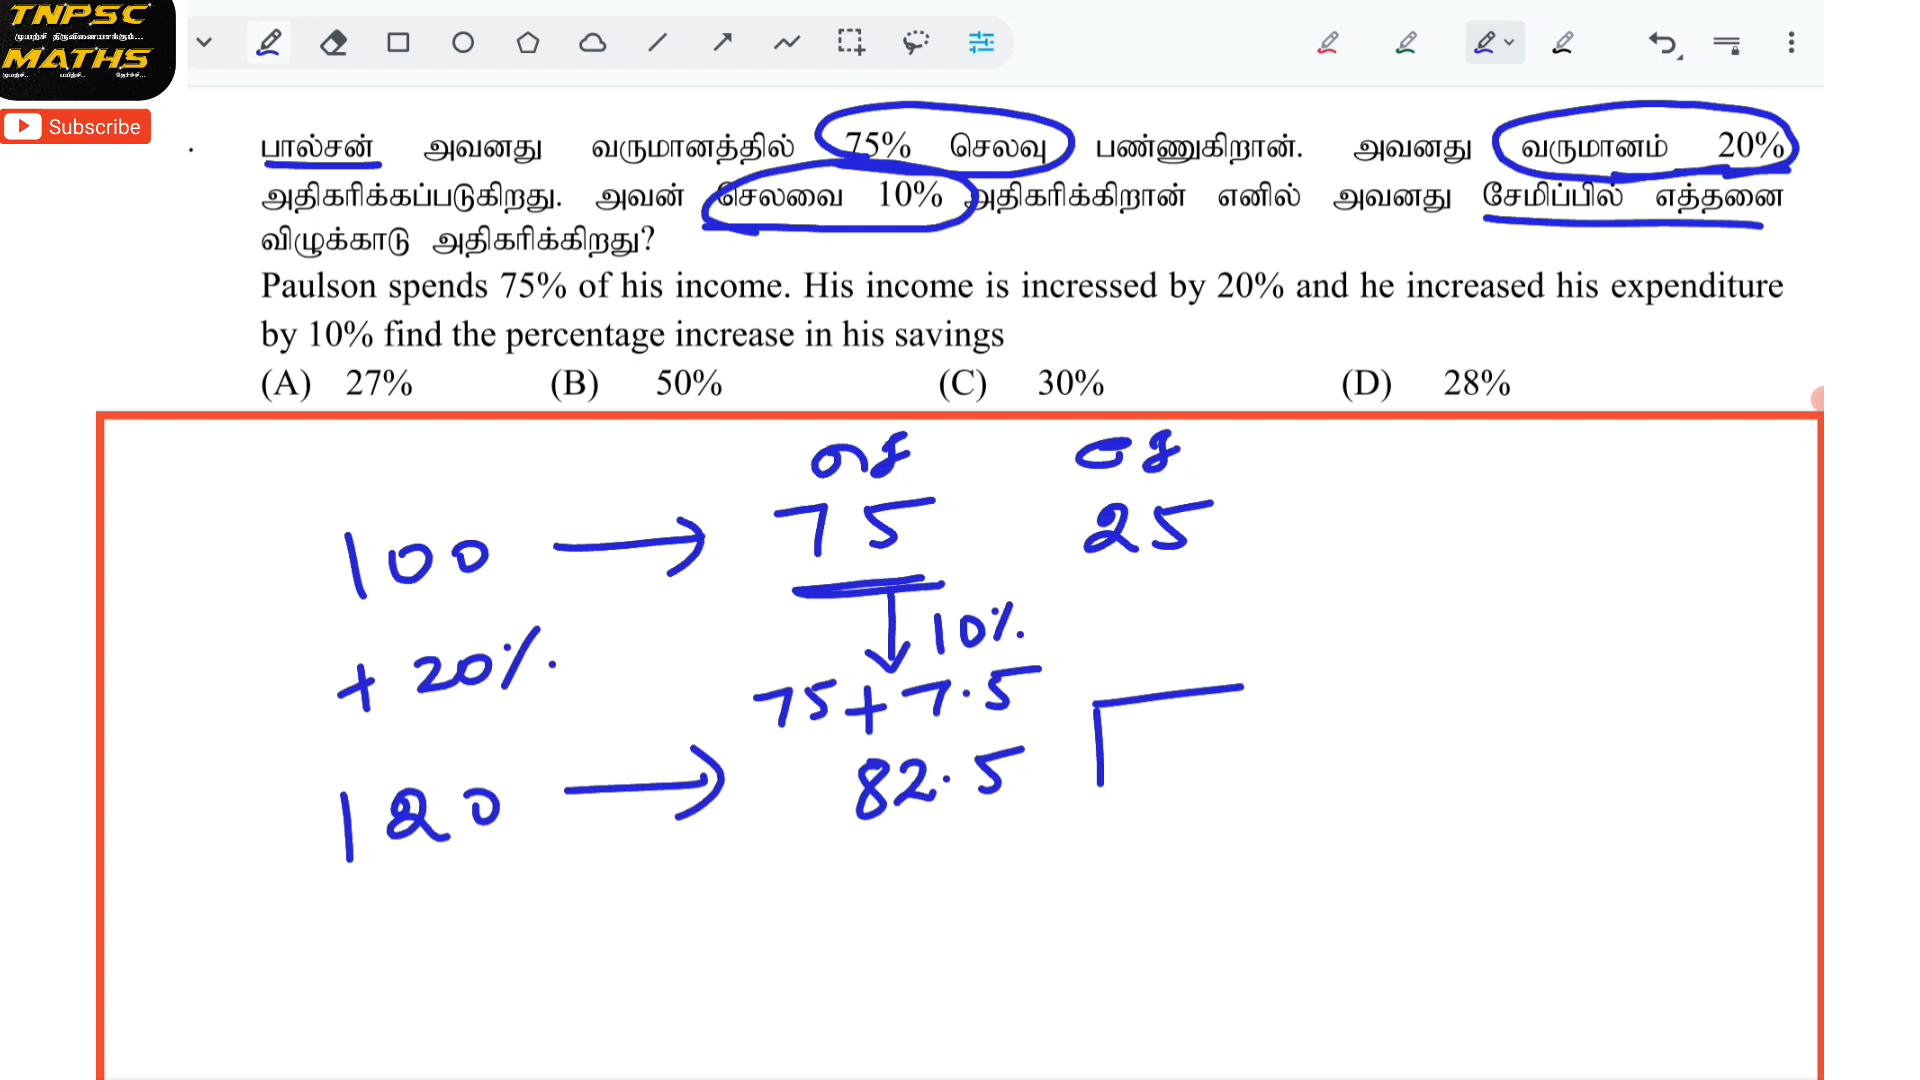 TNPSC
முயற்சி திருவினையாக்கும்...
MATHS
முயற்சி.. பயிற்சி.. தேர்ச்சி...
Subscribe
பால்சன் அவனது வருமானத்தில் 75% செலவு பண்ணுகிறான். அவனது வருமானம் 20%
அதிகரிக்கப்படுகிறது. அவன் செலவை 10% அதிகரிக்கிறான் எனில் அவனது சேமிப்பில் எத்தனை
விழுக்காடு அதிகரிக்கிறது?
Paulson spends 75% of his income. His income is incressed by 20% and he increased his expenditure
by 10% find the percentage increase in his savings
(A) 27% (B) 50% (C) 30% (D) 28%
100 → 75 25
10%
+ 20%
75 + 7.5
120 → 82.5